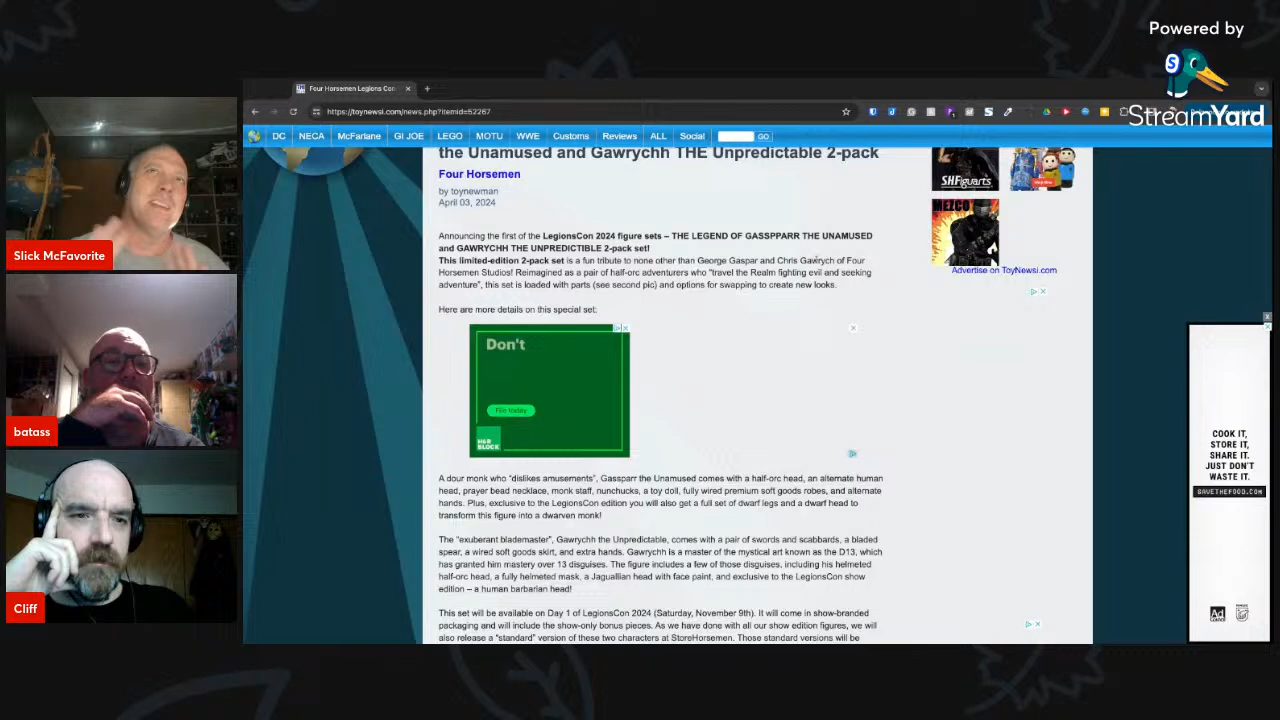 Powered by
StreamYard
Four Horsemen Legions Con
https://toynewsi.com/news.php?itemid=52267
DC NECA McFarlane GI JOE LEGO MOTU WWE Customs Reviews ALL Social GO
the Unamused and Gawrychh THE Unpredictable 2-pack
Four Horsemen
by toynewman
April 03, 2024
Announcing the first of the LegionsCon 2024 figure sets – THE LEGEND OF GASSPPARR THE UNAMUSED
and GAWRYCHH THE UNPREDICTIBLE 2-pack set!
This limited-edition 2-pack set is a fun tribute to none other than George Gaspar and Chris Gawrych of Four
Horsemen Studios! Reimagined as a pair of half-orc adventurers who "travel the Realm fighting evil and seeking
adventure", this set is loaded with parts (see second pic) and options for swapping to create new looks.
Here are more details on this special set:
Don't
File today
H&R
BLOCK
A dour monk who "dislikes amusements", Gassparr the Unamused comes with a half-orc head, an alternate human
head, prayer bead necklace, monk staff, nunchucks, a toy doll, fully wired premium soft goods robes, and alternate
hands. Plus, exclusive to the LegionsCon edition you will also get a full set of dwarf legs and a dwarf head to
transform this figure into a dwarven monk!
The "exuberant blademaster", Gawrychh the Unpredictable, comes with a pair of swords and scabbards, a bladed
spear, a wired soft goods skirt, and extra hands. Gawrychh is a master of the mystical art known as the D13, which
has granted him mastery over 13 disguises. The figure includes a few of those disguises, including his helmeted
half-orc head, a fully helmeted mask, a Jaguallian head with face paint, and exclusive to the LegionsCon show
edition – a human barbarian head!
This set will be available on Day 1 of LegionsCon 2024 (Saturday, November 9th). It will come in show-branded
packaging and will include the show-only bonus pieces. As we have done with all our show edition figures, we will
also release a "standard" version of these two characters at StoreHorsemen. Those standard versions will be
SHFiguarts
MEZCO
Advertise on ToyNewsi.com
COOK IT,
STORE IT,
SHARE IT.
JUST DON'T
WASTE IT.
SAVETHEFOOD.COM
Ad
Slick McFavorite
batass
Cliff